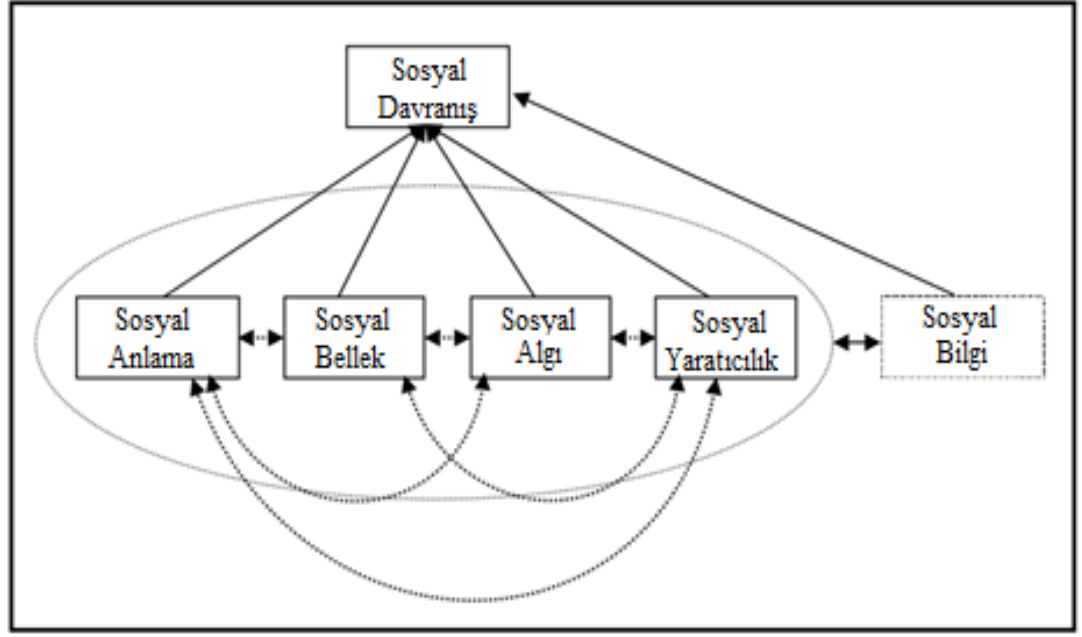 Sosyal
Davranış
Sosyal
Anlama
Sosyal
Bellek
Sosyal
Algı
Sosyal
Yaratıcılık
Sosyal
Bilgi